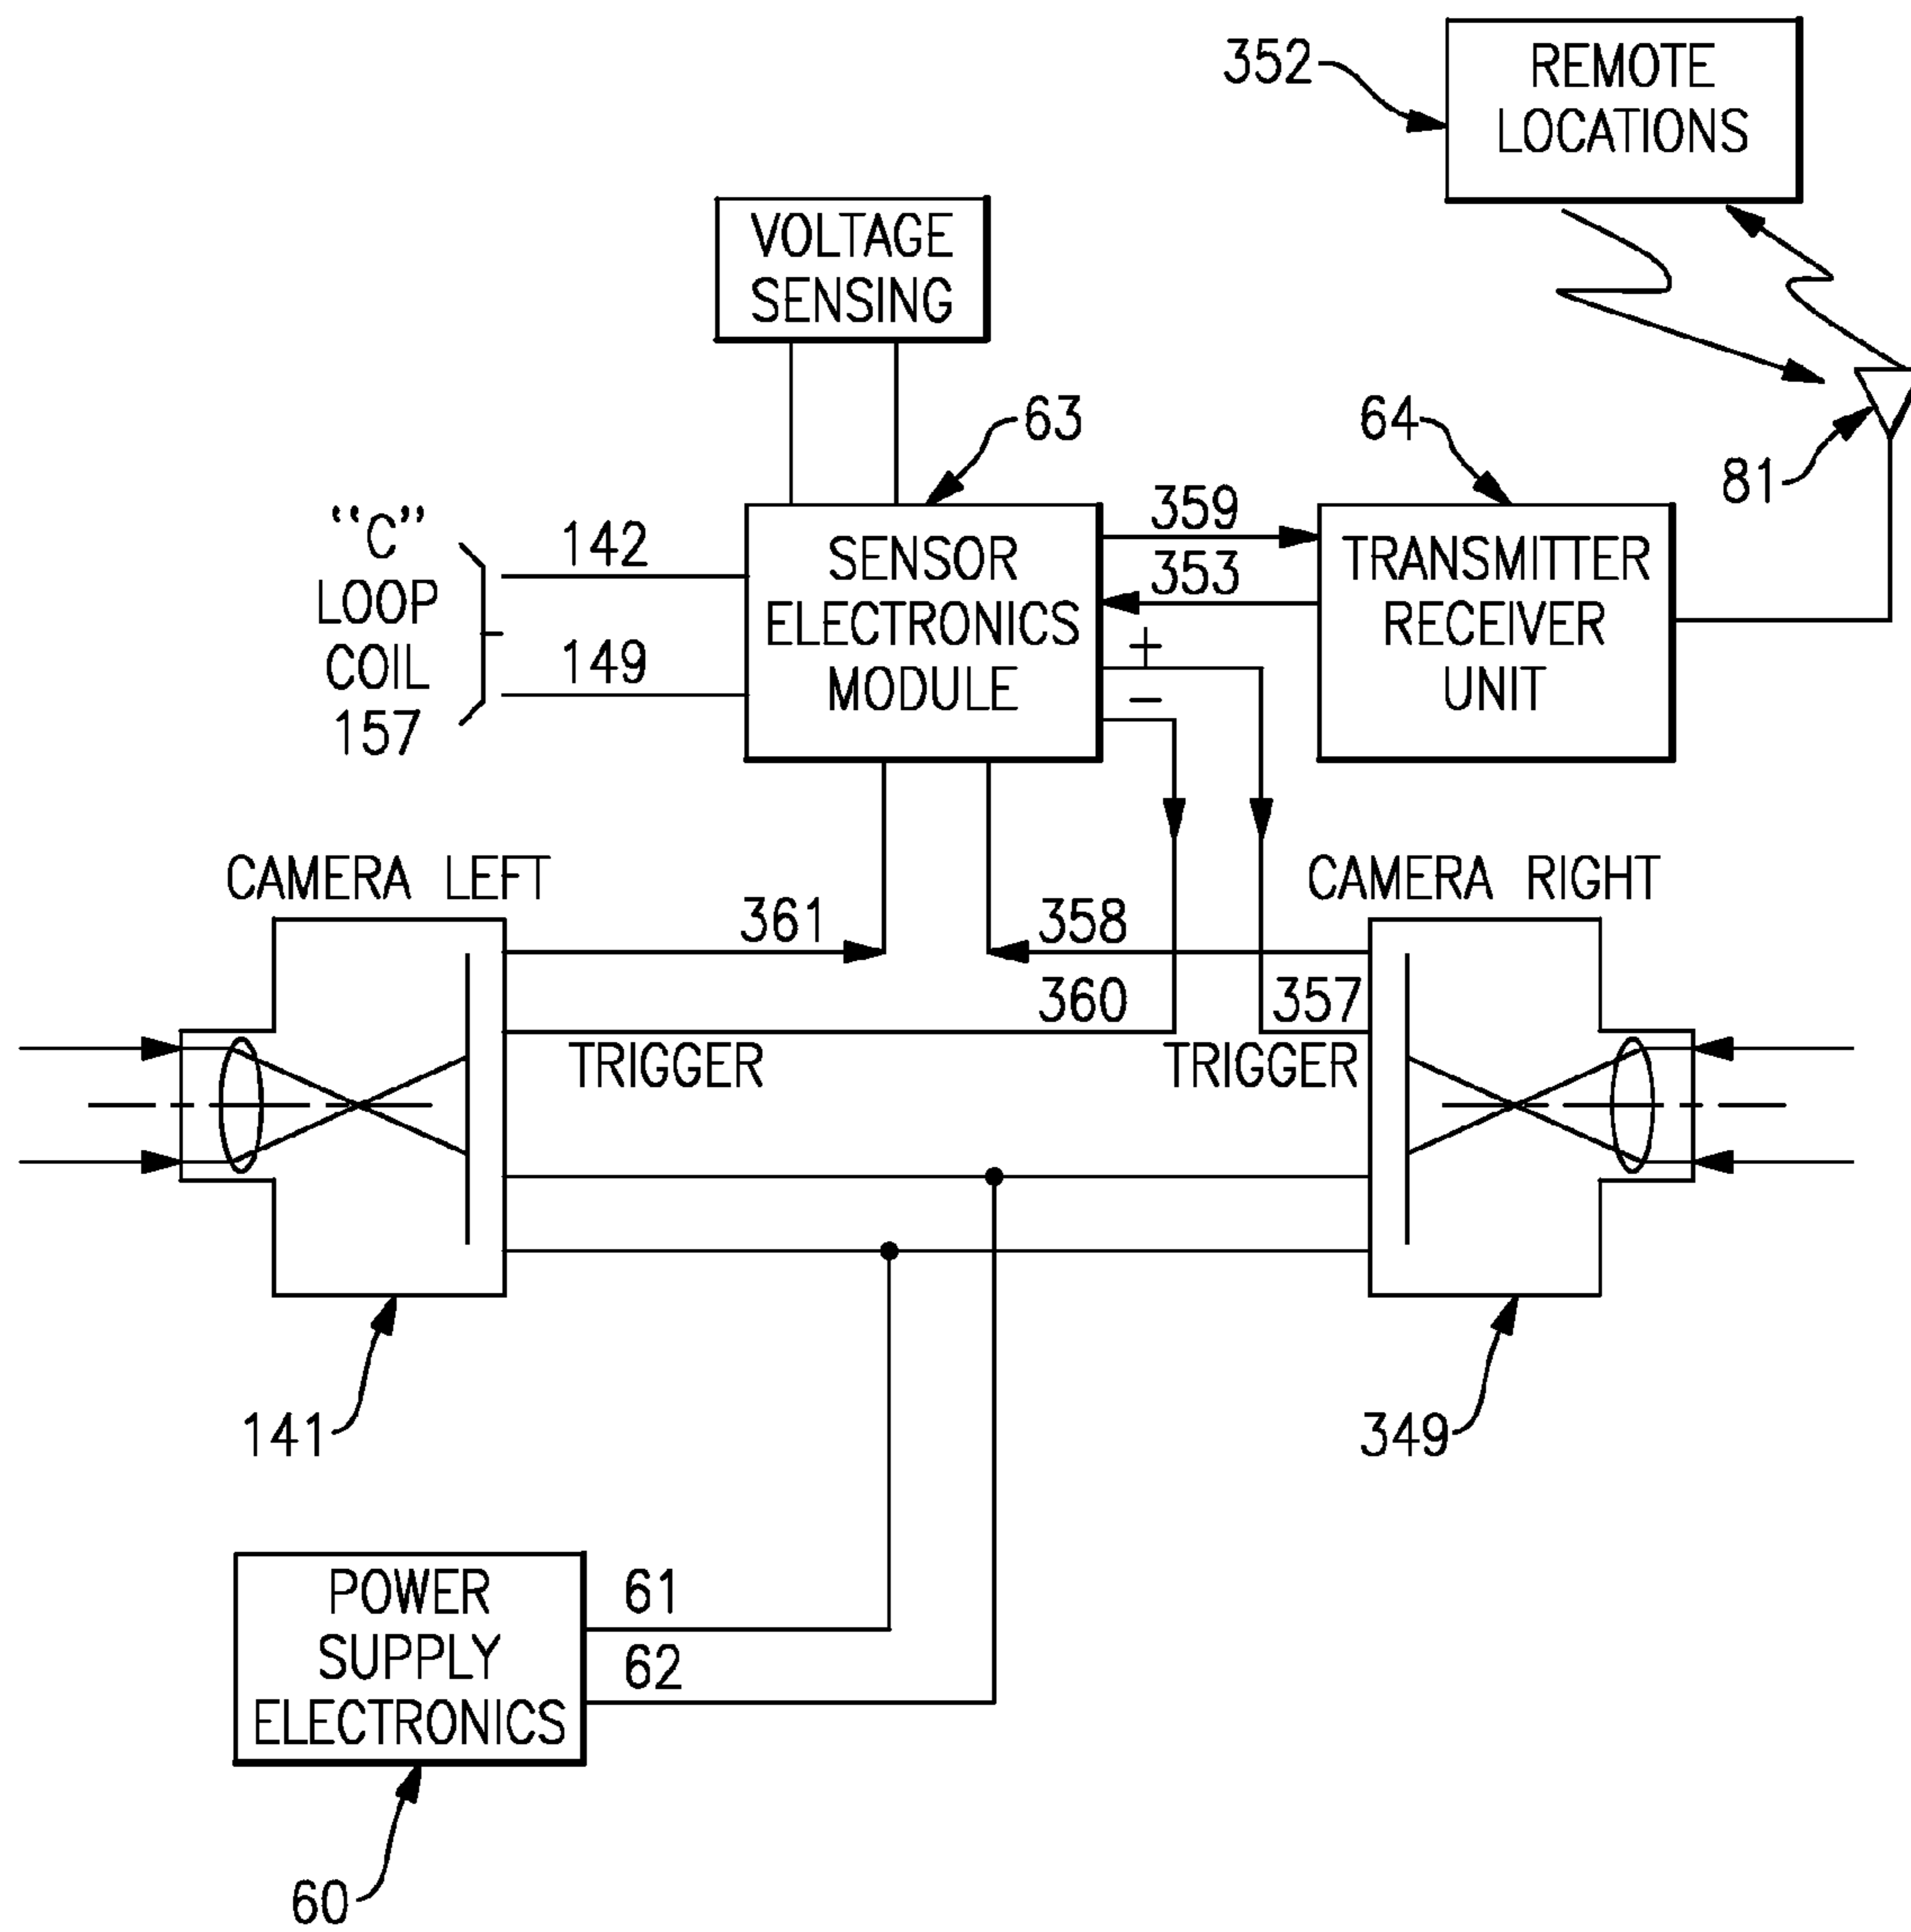 352
REMOTE
LOCATIONS
VOLTAGE
SENSING
63
64
81
"C"
LOOP
COIL
157
142
149
SENSOR
ELECTRONICS
MODULE
359
353
+
−
TRANSMITTER
RECEIVER
UNIT
CAMERA LEFT
CAMERA RIGHT
361
358
360
357
TRIGGER
TRIGGER
141
349
POWER
SUPPLY
ELECTRONICS
61
62
60